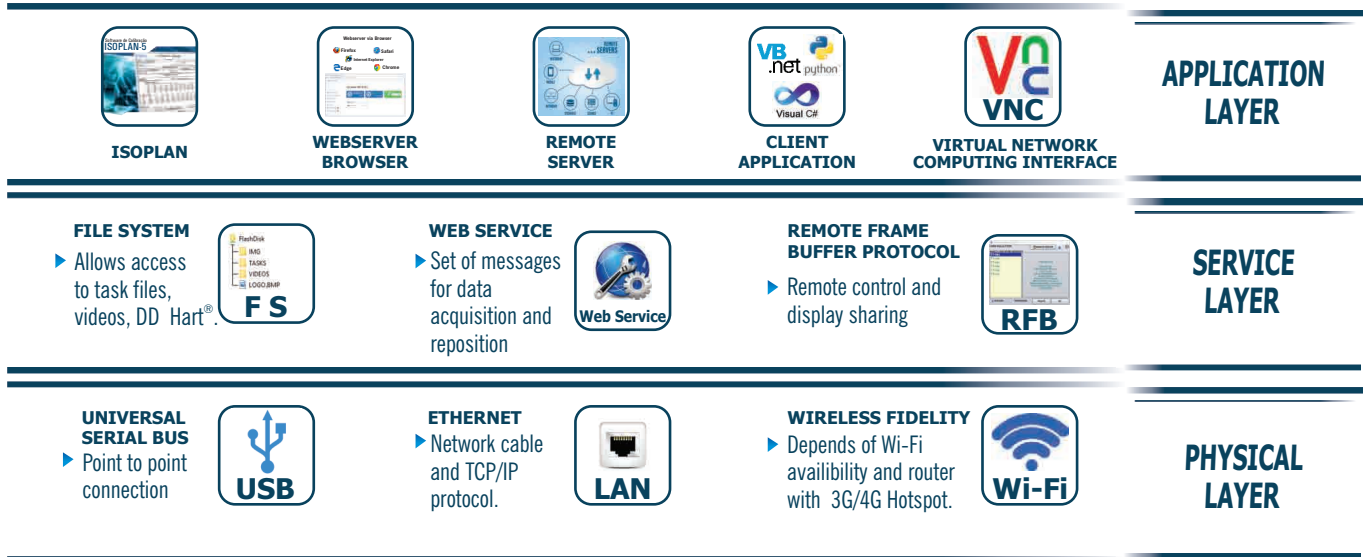 Software de Calibração
ISOPLAN-5
ISOPLAN
Webserver via Browser
Firefox
Safari
Internet Explorer
Edge
Chrome
WEBSERVER
BROWSER
REMOTE
SERVERS
REMOTE
SERVER
VB
.net
python
Visual C#
CLIENT
APPLICATION
VNC
VNC
VIRTUAL NETWORK
COMPUTING INTERFACE
APPLICATION
LAYER
FILE SYSTEM
Allows access
to task files,
videos, DD Hart®.
FlashDisk
IMG
TASKS
VIDEOS
LOGO.BMP
F S
WEB SERVICE
Set of messages
for data
acquisition and
reposition
Web Service
REMOTE FRAME
BUFFER PROTOCOL
Remote control and
display sharing
RFB
SERVICE
LAYER
UNIVERSAL
SERIAL BUS
Point to point
connection
USB
ETHERNET
Network cable
and TCP/IP
protocol.
LAN
WIRELESS FIDELITY
Depends of Wi-Fi
availibility and router
with 3G/4G Hotspot.
Wi-Fi
PHYSICAL
LAYER